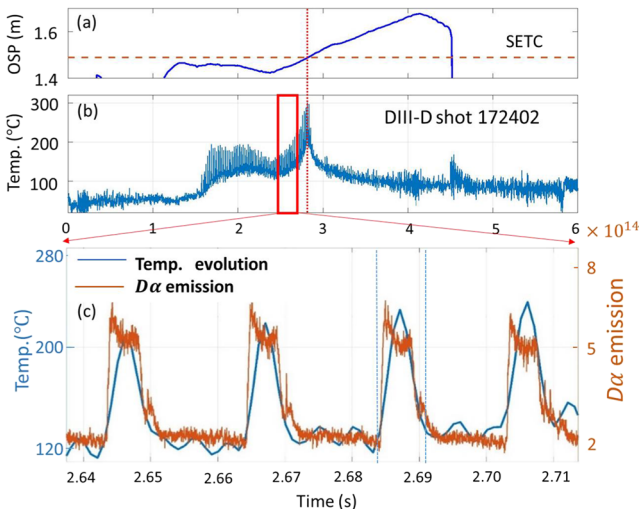 (a)
OSP (m)
1.6
1.4
SETC
(b)
Temp. (°C)
300
200
100
DIII-D shot 172402
0 1 2 3 4 5 6
× 10¹⁴
(c)
Temp. evolution
Dα emission
Temp.(°C)
280
200
120
8
5
2
Dα emission
2.64 2.65 2.66 2.67 2.68 2.69 2.70 2.71
Time (s)